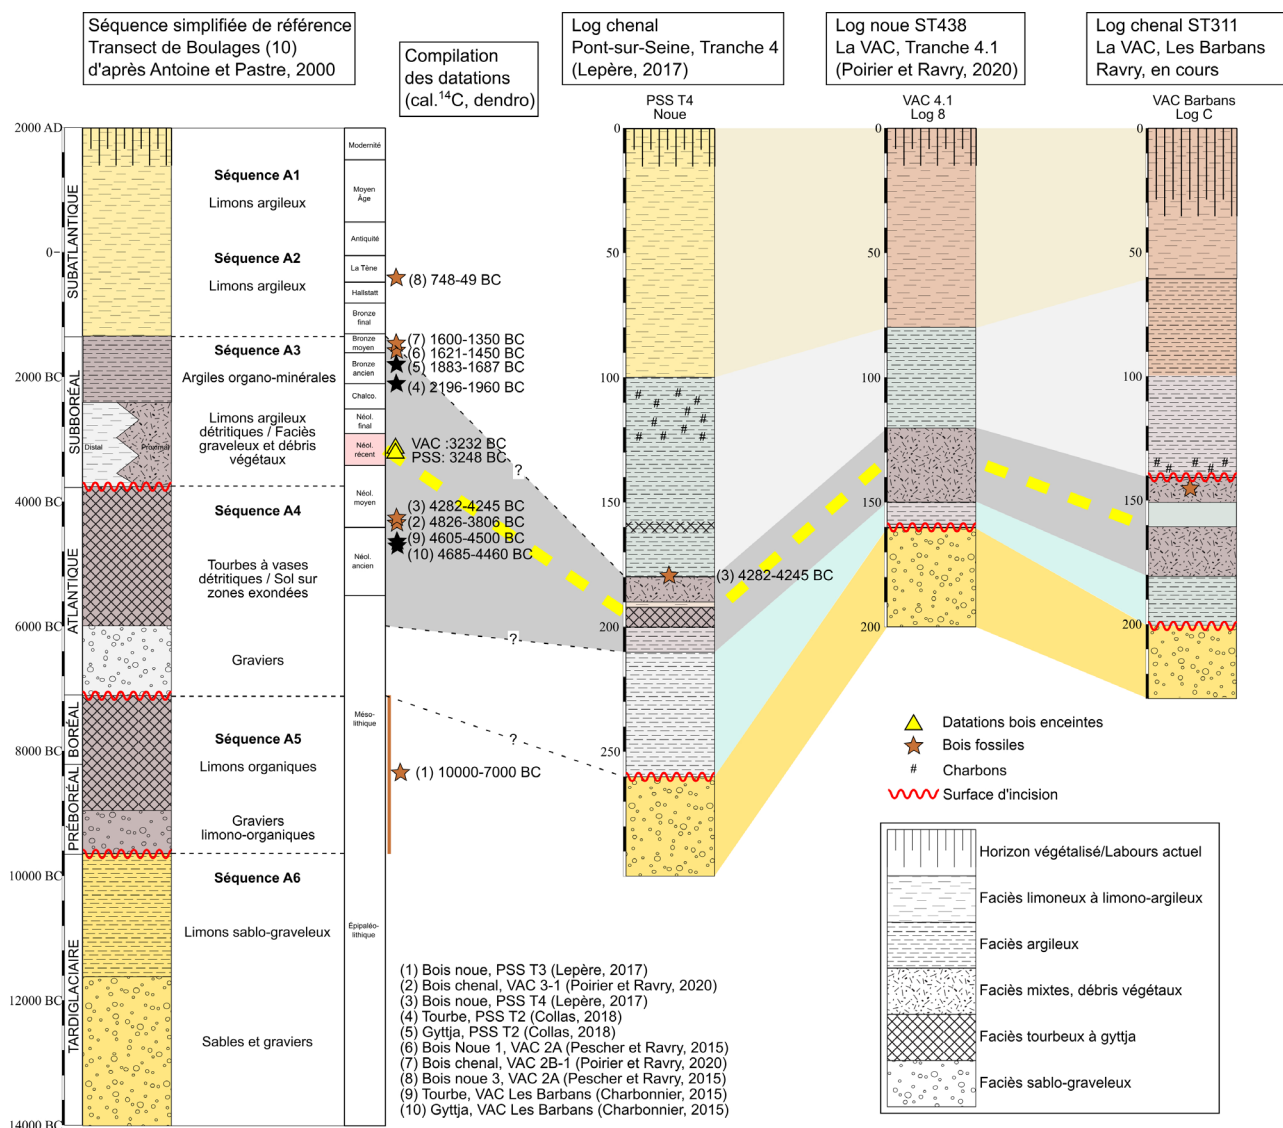 Séquence simplifiée de référence
Transect de Boulages (10)
d'après Antoine et Pastre, 2000
Compilation
des datations
(cal.¹⁴C, dendro)
Log chenal
Pont-sur-Seine, Tranche 4
(Lepère, 2017)
Log noue ST438
La VAC, Tranche 4.1
(Poirier et Ravry, 2020)
Log chenal ST311
La VAC, Les Barbans
Ravry, en cours
PSS T4
Noue
VAC 4.1
Log 8
VAC Barbans
Log C
2000 AD
0
2000 BC
4000 BC
6000 BC
8000 BC
10000 BC
12000 BC
14000 BC
SUBATLANTIQUE
SUBORÉAL
ATLANTIQUE
BORÉAL
PRÉBORÉAL
TARDIGLACIAIRE
Séquence A1
Limons argileux
Séquence A2
Limons argileux
Séquence A3
Argiles organo-minérales
Limons argileux
détritiques / Faciès
graveleux et débris
végétaux
Distal
Proximal
Séquence A4
Tourbes à vases
détritiques / Sol sur
zones exondées
Graviers
Séquence A5
Limons organiques
Graviers
limono-organiques
Séquence A6
Limons sablo-graveleux
Sables et graviers
Modernité
Moyen
Âge
Antiquité
La Tène
Hallstatt
Bronze
final
Bronze
moyen
Bronze
ancien
Chalco.
Néol.
final
Néol.
récent
Néol.
moyen
Néol.
ancien
Méso-
lithique
Épipaléo-
lithique
(8) 748-49 BC
(7) 1600-1350 BC
(6) 1621-1450 BC
(5) 1883-1687 BC
(4) 2196-1960 BC
VAC :3232 BC
PSS: 3248 BC
(3) 4282-4245 BC
(2) 4826-3806 BC
(9) 4605-4500 BC
(10) 4685-4460 BC
(1) 10000-7000 BC
?
?
?
0
50
100
150
200
250
# # # # # # # # #
(3) 4282-4245 BC
0
50
100
150
200
0
50
100
150
200
# # # # #
Datations bois enceintes
Bois fossiles
# Charbons
Surface d'incision
Horizon végétalisé/Labours actuel
Faciès limoneux à limono-argileux
Faciès argileux
Faciès mixtes, débris végétaux
Faciès tourbeux à gyttja
Faciès sablo-graveleux
(1) Bois noue, PSS T3 (Lepère, 2017)
(2) Bois chenal, VAC 3-1 (Poirier et Ravry, 2020)
(3) Bois noue, PSS T4 (Lepère, 2017)
(4) Tourbe, PSS T2 (Collas, 2018)
(5) Gyttja, PSS T2 (Collas, 2018)
(6) Bois Noue 1, VAC 2A (Pescher et Ravry, 2015)
(7) Bois chenal, VAC 2B-1 (Poirier et Ravry, 2020)
(8) Bois noue 3, VAC 2A (Pescher et Ravry, 2015)
(9) Tourbe, VAC Les Barbans (Charbonnier, 2015)
(10) Gyttja, VAC Les Barbans (Charbonnier, 2015)